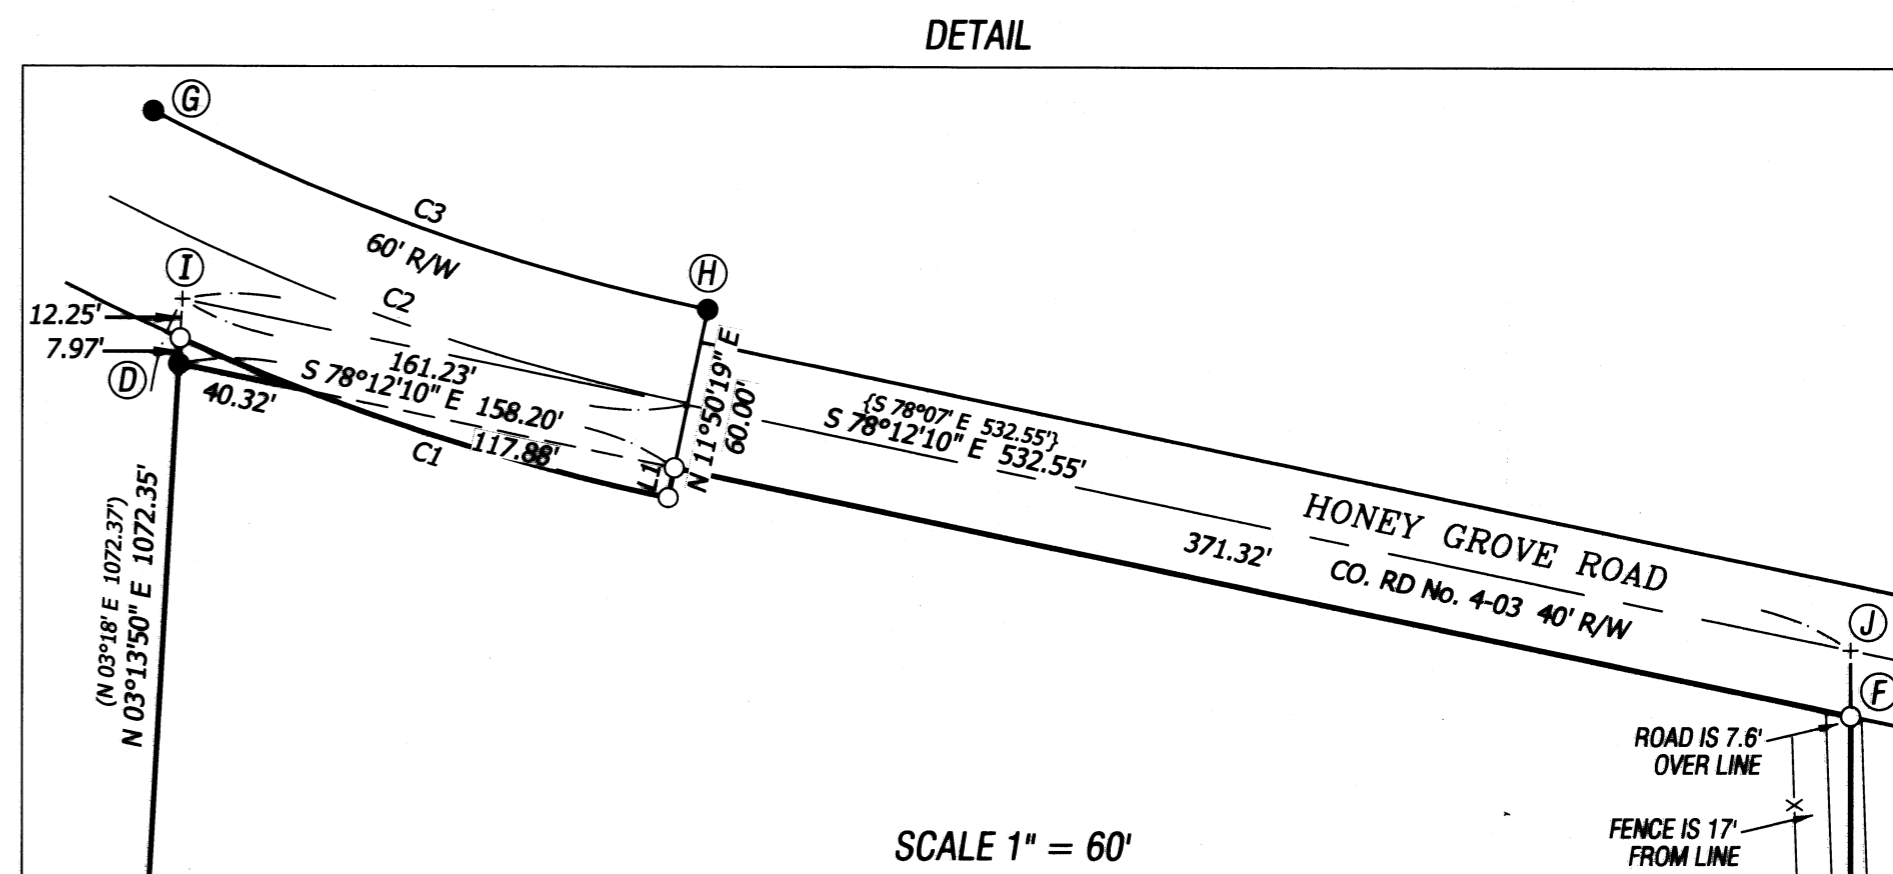 DETAIL
G
C3
60' R/W
H
I
C2
12.25'
7.97'
D
161.23'
S 78°12'10" E 158.20'
40.32'
117.88'
C1
L1
N 11°50'19" E
60.00'
{S 78°07' E 532.55'}
S 78°12'10" E 532.55'
371.32'
HONEY GROVE ROAD
CO. RD No. 4-03 40' R/W
J
F
(N 03°18' E 1072.37')
N 03°13'50" E 1072.35'
ROAD IS 7.6'
OVER LINE
X
FENCE IS 17'
FROM LINE
SCALE 1" = 60'